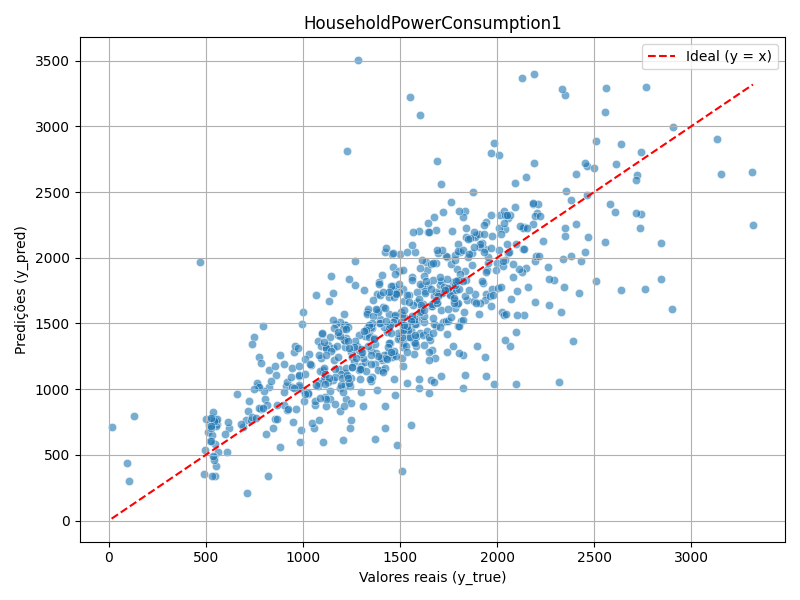 HouseholdPowerConsumption1
Ideal (y = x)
Predições (y_pred)
3500
3000
2500
2000
1500
1000
500
0
0 500 1000 1500 2000 2500 3000
Valores reais (y_true)